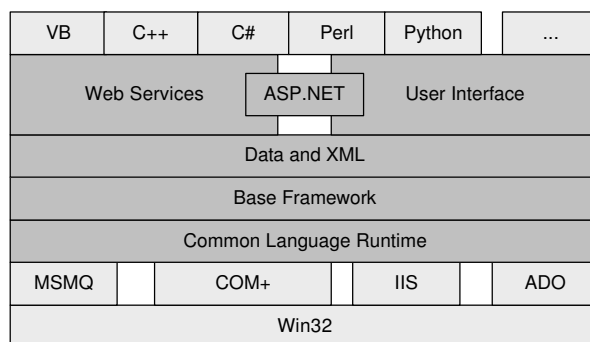 VB C++ C# Perl Python ...
Web Services ASP.NET User Interface
Data and XML
Base Framework
Common Language Runtime
MSMQ COM+ IIS ADO
Win32